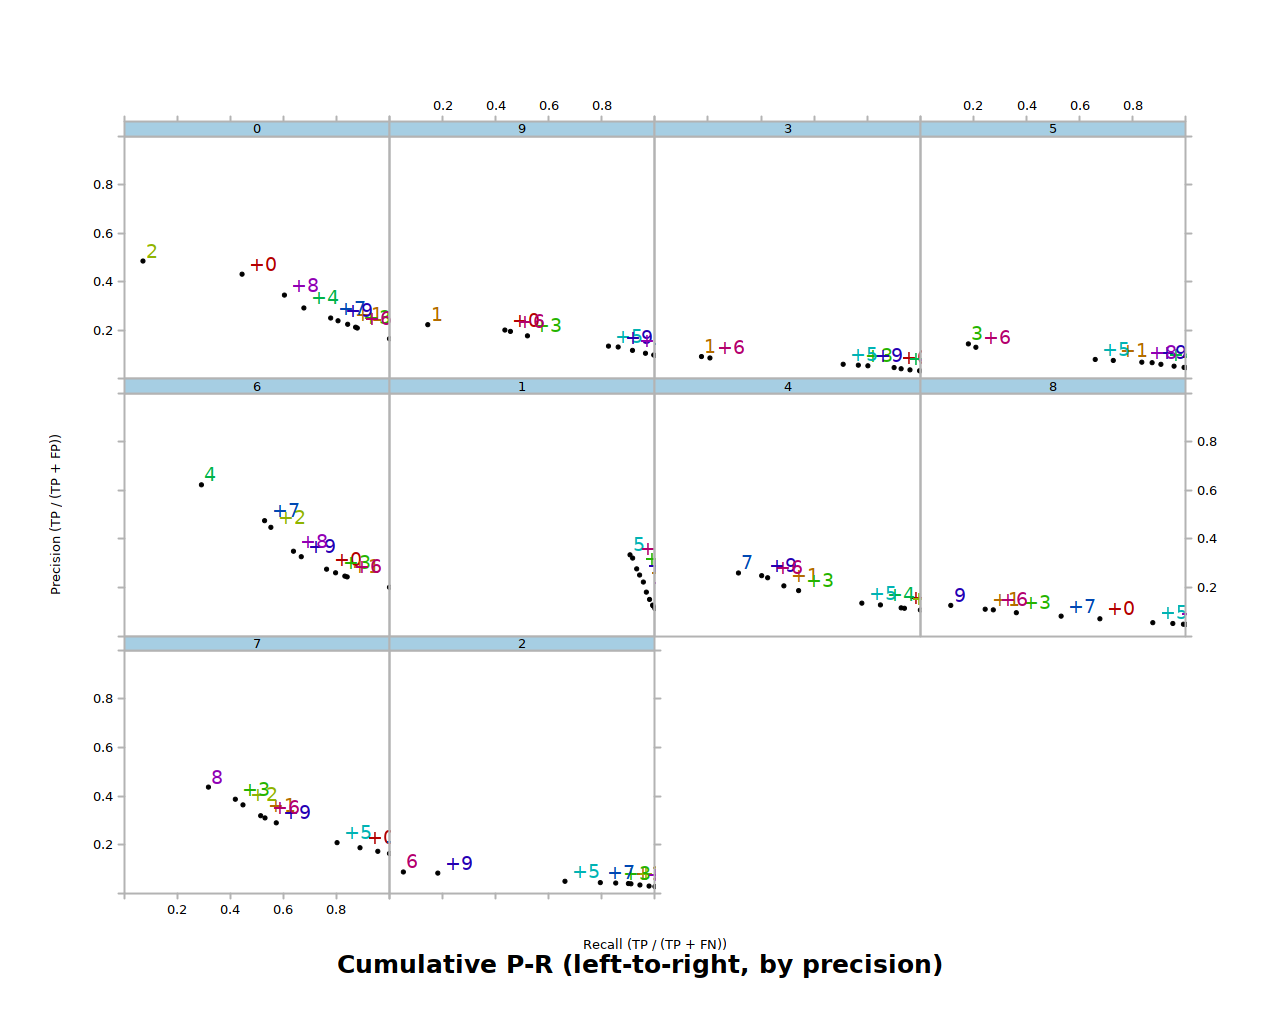 0.2 0.4 0.6 0.8 0.2 0.4 0.6 0.8
0 9 3 5
0.8
0.6
0.4
0.2
2 +0 +8 +4 +7 +9
1 +0 +6 +3 +5 +9
1 +6 +5 +3 +9
3 +6 +5 +1 +8 +9
6 1 4 8
0.8
0.6
0.4
0.2
4 +7 +2 +8 +9 +0 +3 +6
5
7 +9 +6 +1 +3 +5 +4
9 +1 +6 +3 +7 +0 +5
Precision (TP / (TP + FP))
7 2
0.8
0.6
0.4
0.2
8 +3 +2 +1 +6 +9 +5 +0
6 +9 +5 +7
0.2 0.4 0.6 0.8
Recall (TP / (TP + FN))
Cumulative P-R (left-to-right, by precision)